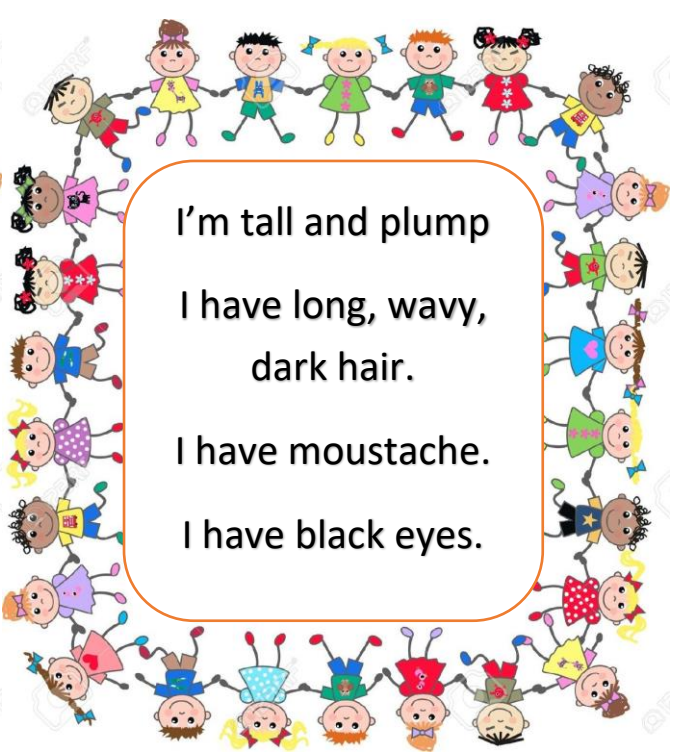 I’m tall and plump
I have long, wavy,
dark hair.
I have moustache.
I have black eyes.